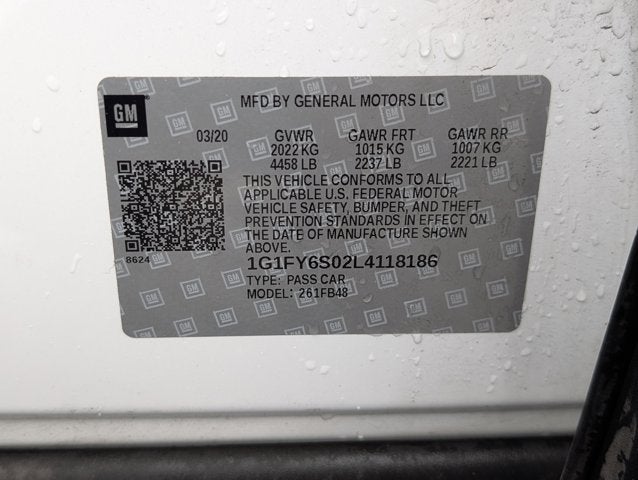 GM
MFD BY GENERAL MOTORS LLC
03/20 GVWR GAWR FRT GAWR RR
2022 KG 1015 KG 1007 KG
4458 LB 2237 LB 2221 LB
THIS VEHICLE CONFORMS TO ALL
APPLICABLE U.S. FEDERAL MOTOR
VEHICLE SAFETY, BUMPER, AND THEFT
PREVENTION STANDARDS IN EFFECT ON
THE DATE OF MANUFACTURE SHOWN
ABOVE.
8624
1G1FY6S02L4118186
TYPE: PASS CAR
MODEL: 261FB48